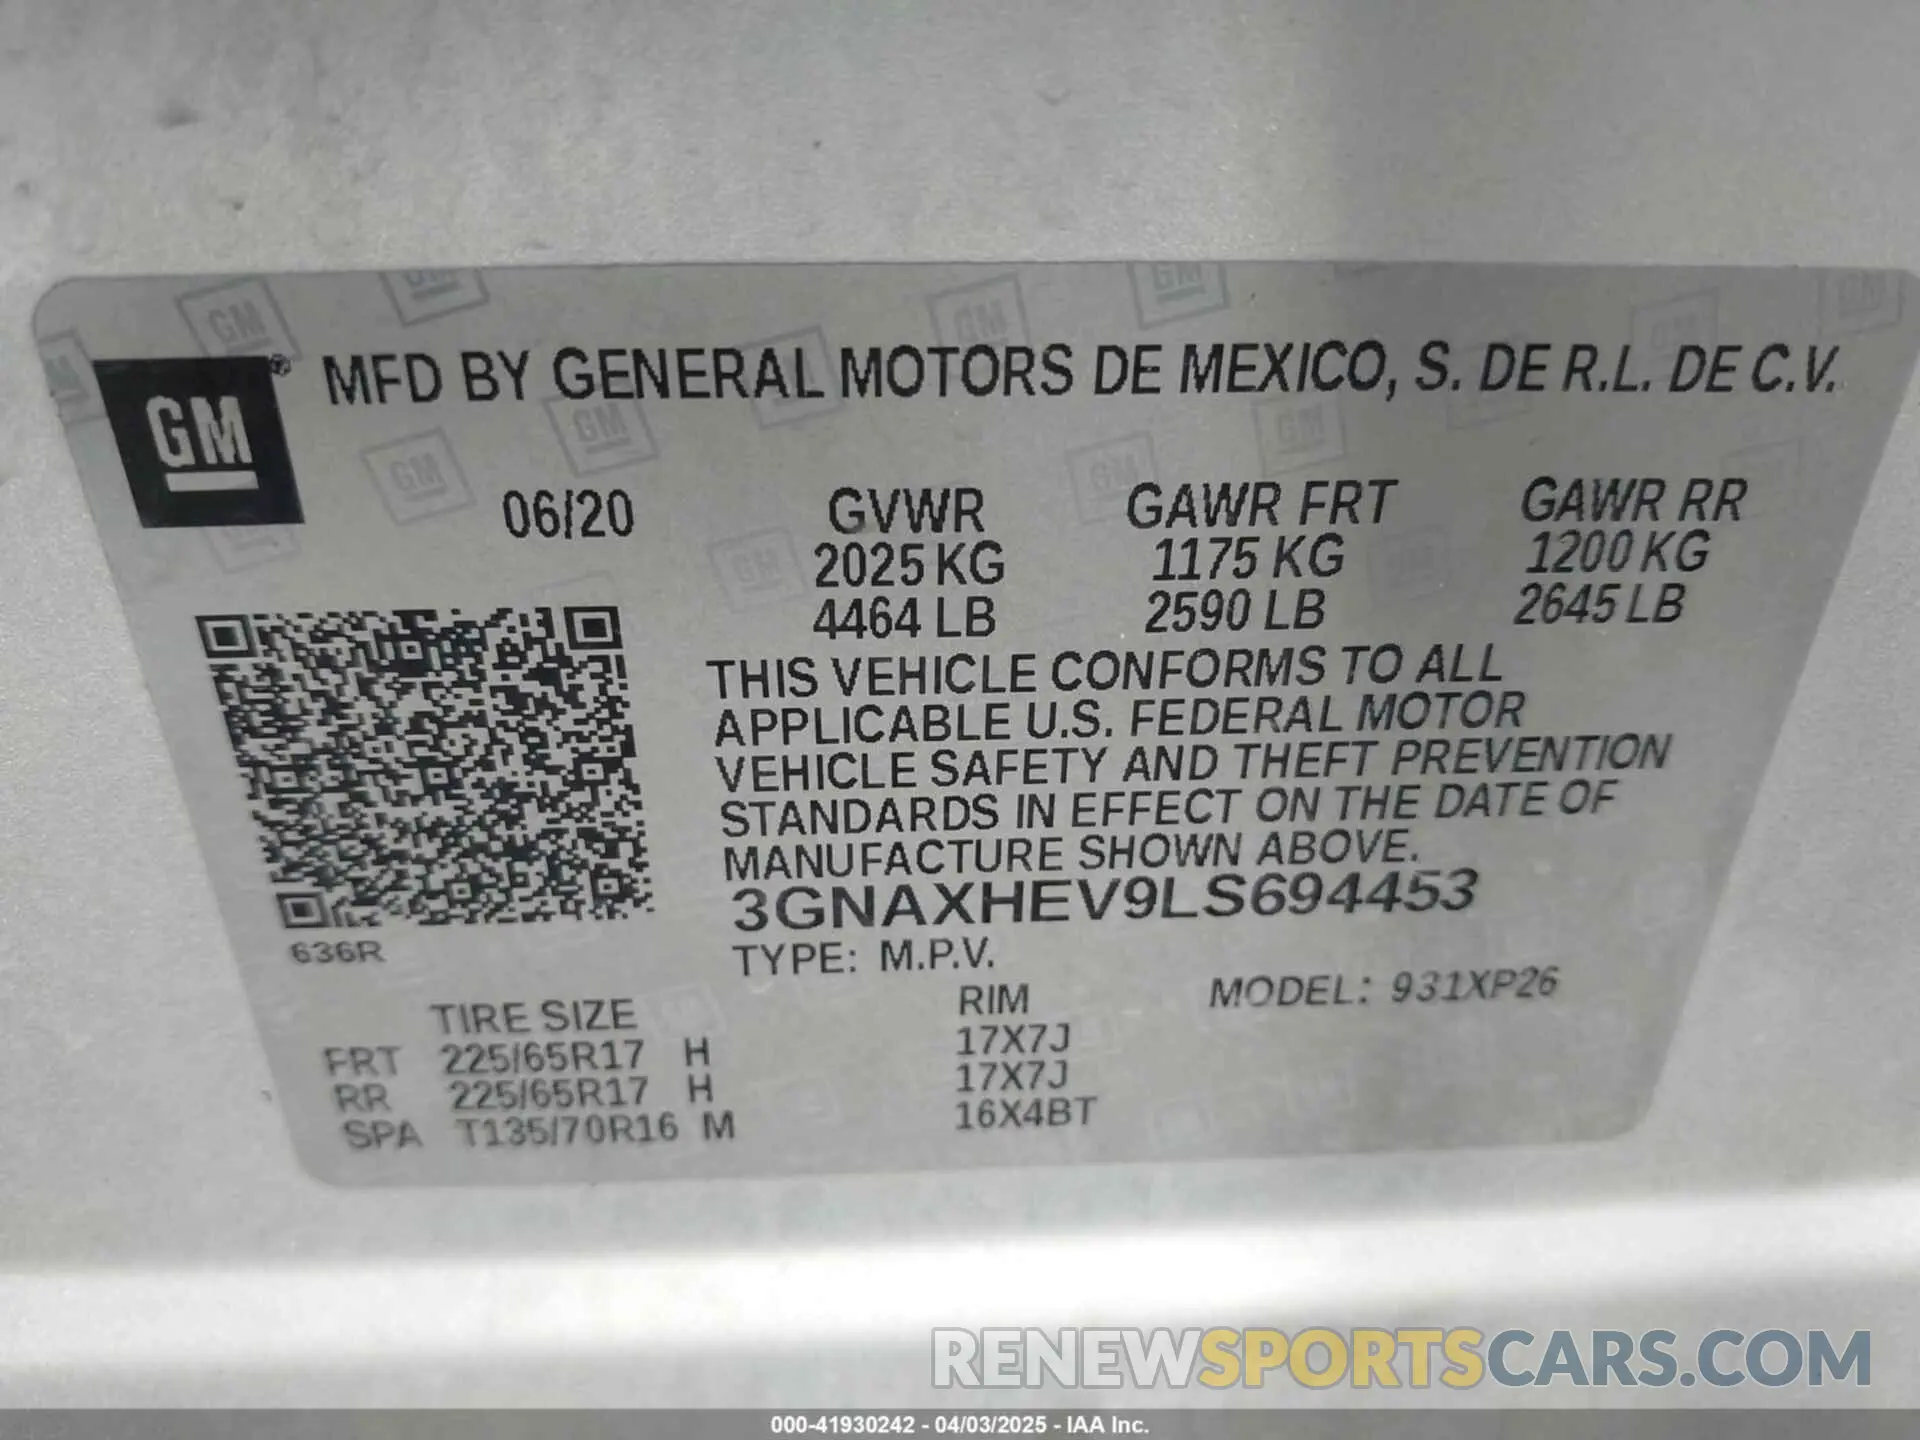 GM® MFD BY GENERAL MOTORS DE MEXICO, S. DE R.L. DE C.V.
06/20 GVWR GAWR FRT GAWR RR
2025 KG 1175 KG 1200 KG
4464 LB 2590 LB 2645 LB
THIS VEHICLE CONFORMS TO ALL
APPLICABLE U.S. FEDERAL MOTOR
VEHICLE SAFETY AND THEFT PREVENTION
STANDARDS IN EFFECT ON THE DATE OF
MANUFACTURE SHOWN ABOVE.
3GNAXHEV9LS694453
636R TYPE: M.P.V. MODEL: 931XP26
TIRE SIZE RIM
FRT 225/65R17 H 17X7J
RR 225/65R17 H 17X7J
SPA T135/70R16 M 16X4BT
RENEWSPORTSCARS.COM
000-41930242 - 04/03/2025 - IAA Inc.